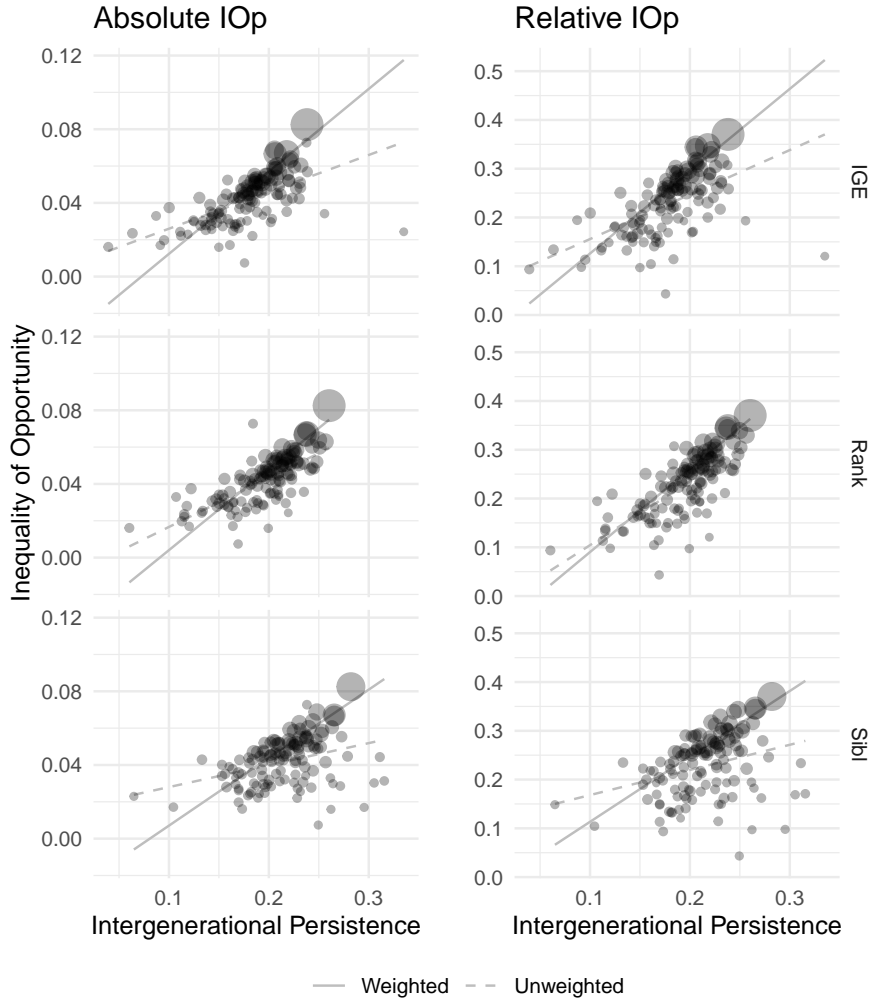 Absolute IOp
Relative IOp
0.12
0.08
0.04
0.00
0.5
0.4
0.3
0.2
0.1
0.0
IGE
0.12
0.08
0.04
0.00
0.5
0.4
0.3
0.2
0.1
0.0
Rank
0.12
0.08
0.04
0.00
0.5
0.4
0.3
0.2
0.1
0.0
Sibl
Inequality of Opportunity
0.1 0.2 0.3
0.1 0.2 0.3
Intergenerational Persistence
Intergenerational Persistence
Weighted Unweighted